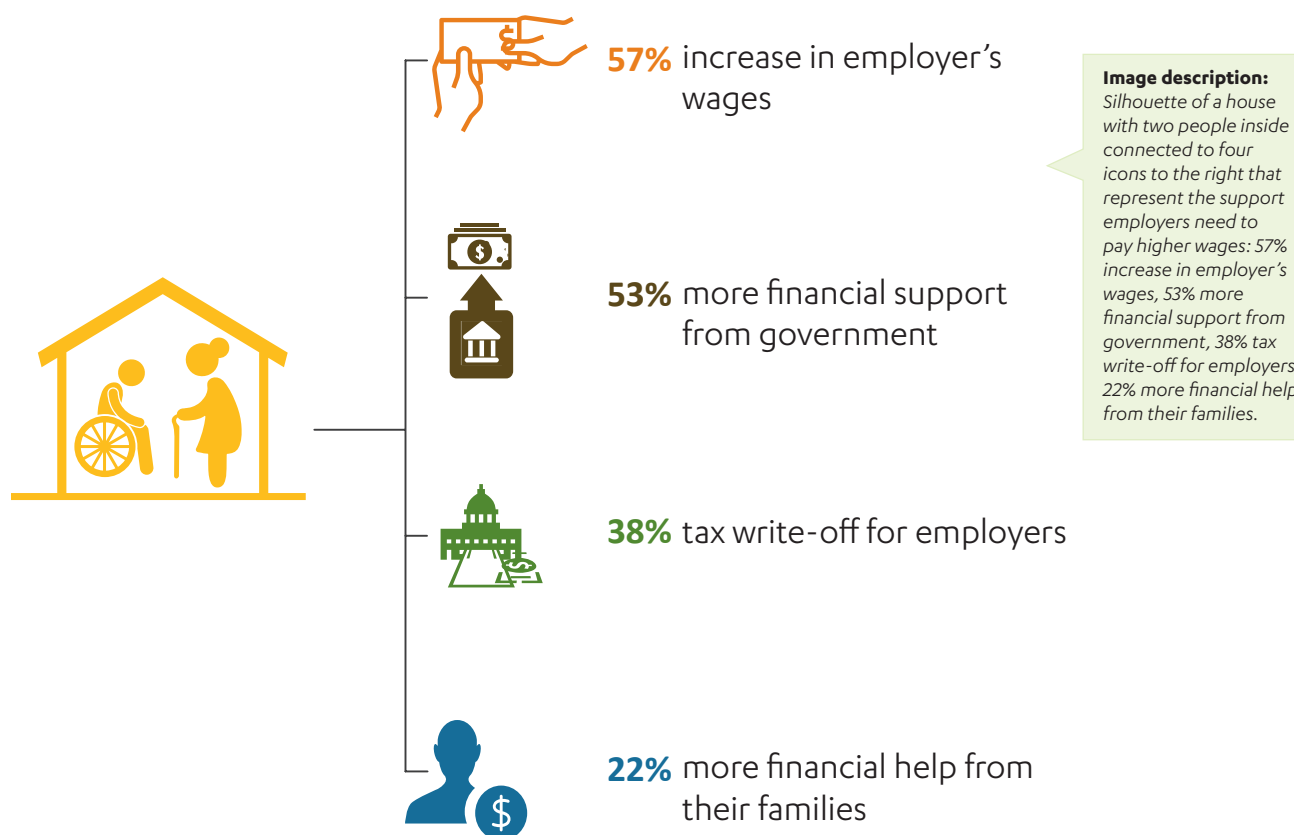 57% increase in employer’s
wages
53% more financial support
from government
38% tax write-off for employers
22% more financial help from
their families
Image description:
Silhouette of a house
with two people inside
connected to four
icons to the right that
represent the support
employers need to
pay higher wages: 57%
increase in employer’s
wages, 53% more
financial support from
government, 38% tax
write-off for employers
22% more financial help
from their families.